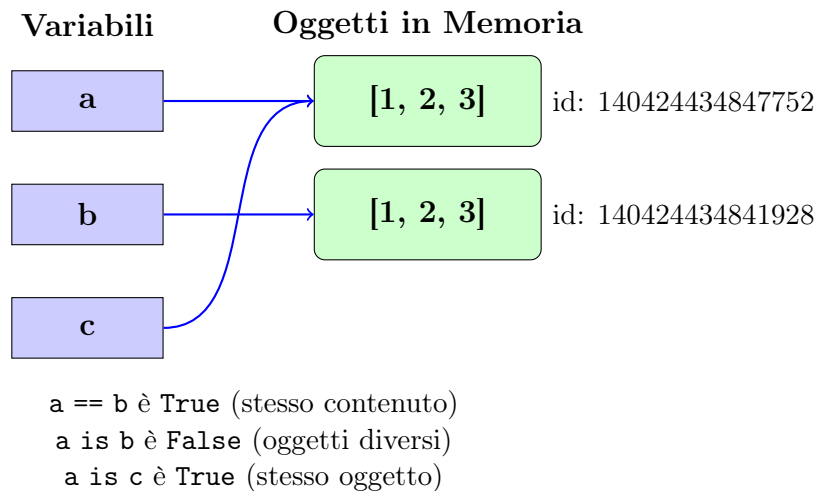 Variabili
Oggetti in Memoria
a
[1, 2, 3]
id: 140424434847752
b
[1, 2, 3]
id: 140424434841928
c
a == b è True (stesso contenuto)
a is b è False (oggetti diversi)
a is c è True (stesso oggetto)